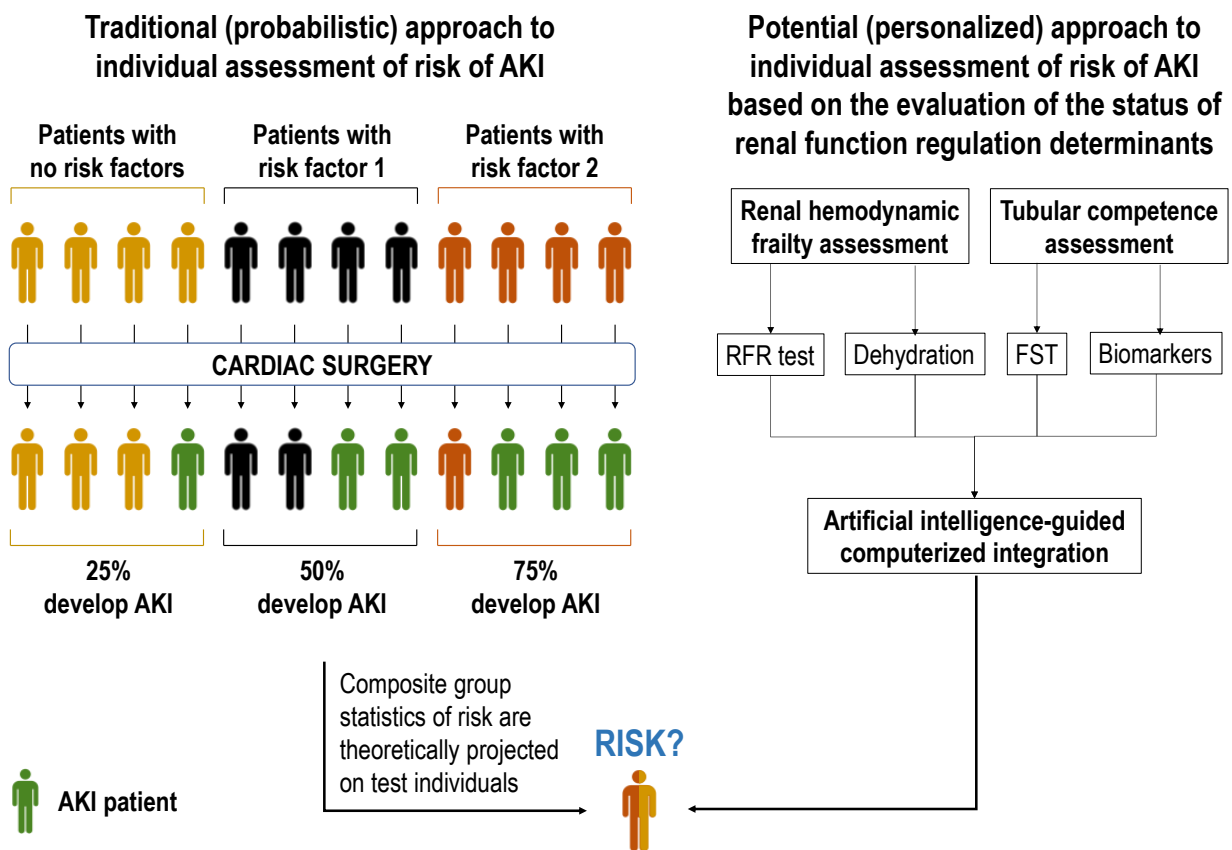 Traditional (probabilistic) approach to
individual assessment of risk of AKI
Patients with
no risk factors
Patients with
risk factor 1
Patients with
risk factor 2
CARDIAC SURGERY
25%
develop AKI
50%
develop AKI
75%
develop AKI
Composite group
statistics of risk are
theoretically projected
on test individuals
AKI patient
Potential (personalized) approach to
individual assessment of risk of AKI
based on the evaluation of the status of
renal function regulation determinants
Renal hemodynamic
frailty assessment
Tubular competence
assessment
RFR test
Dehydration
FST
Biomarkers
Artificial intelligence-guided
computerized integration
RISK?